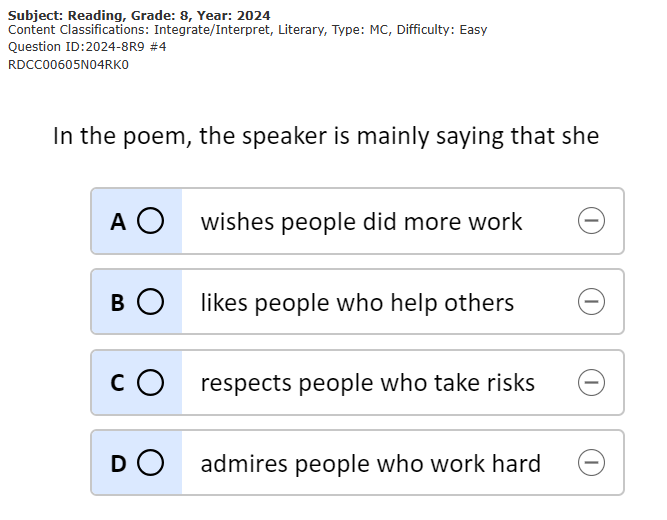 Subject: Reading, Grade: 8, Year: 2024
Content Classifications: Integrate/Interpret, Literary, Type: MC, Difficulty: Easy
Question ID:2024-8R9 #4
RDCC00605N04RK0
In the poem, the speaker is mainly saying that she
A wishes people did more work
B likes people who help others
C respects people who take risks
D admires people who work hard